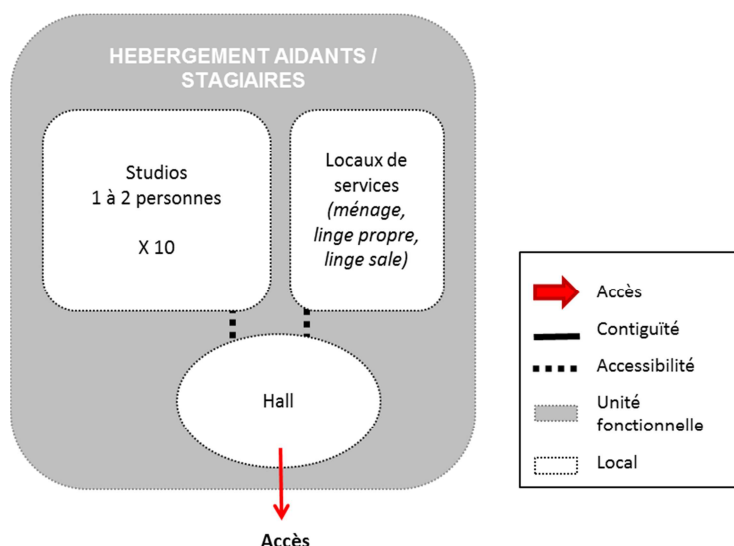 HEBERGEMENT AIDANTS /
STAGIAIRES
Studios
1 à 2 personnes
X 10
Locaux de
services
(ménage,
linge propre,
linge sale)
Hall
Accès
Accès
Contiguïté
Accessibilité
Unité
fonctionnelle
Local